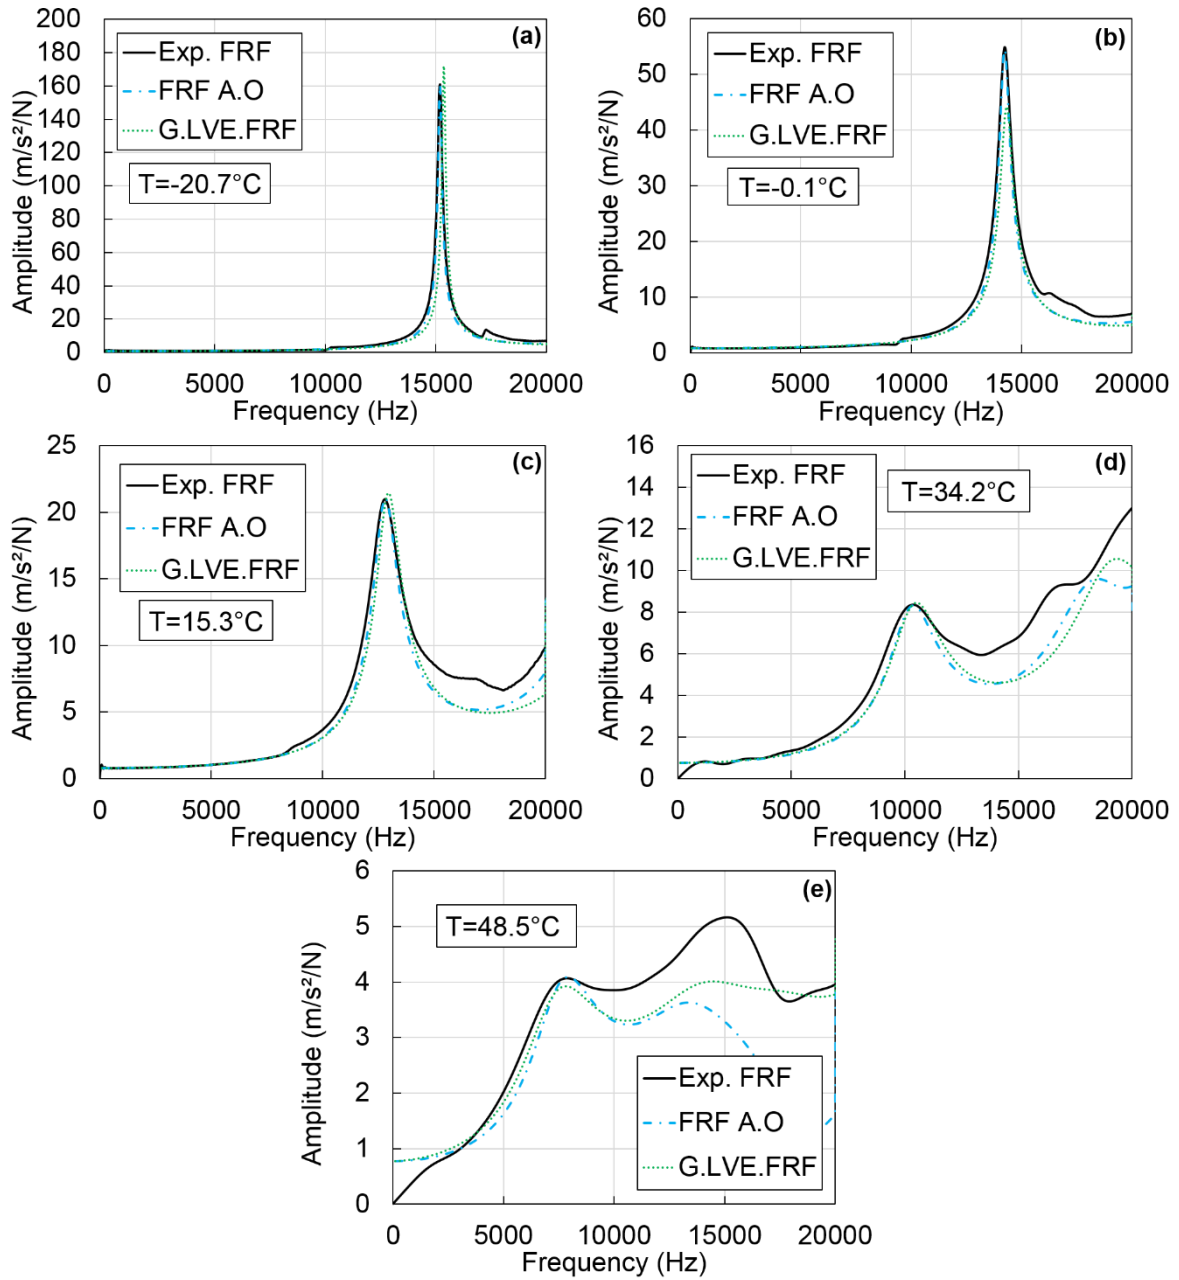 (a)
Exp. FRF
FRF A.O
G.LVE.FRF
T=-20.7°C
Amplitude (m/s²/N)
200
180
160
140
120
100
80
60
40
20
0
0 5000 10000 15000 20000
Frequency (Hz)
(b)
Exp. FRF
FRF A.O
G.LVE.FRF
T=-0.1°C
Amplitude (m/s²/N)
60
50
40
30
20
10
0
0 5000 10000 15000 20000
Frequency (Hz)
(c)
Exp. FRF
FRF A.O
G.LVE.FRF
T=15.3°C
Amplitude (m/s²/N)
25
20
15
10
5
0
0 5000 10000 15000 20000
Frequency (Hz)
(d)
Exp. FRF
FRF A.O
G.LVE.FRF
T=34.2°C
Amplitude (m/s²/N)
16
14
12
10
8
6
4
2
0
0 5000 10000 15000 20000
Frequency (Hz)
(e)
T=48.5°C
Exp. FRF
FRF A.O
G.LVE.FRF
Amplitude (m/s²/N)
6
5
4
3
2
1
0
0 5000 10000 15000 20000
Frequency (Hz)